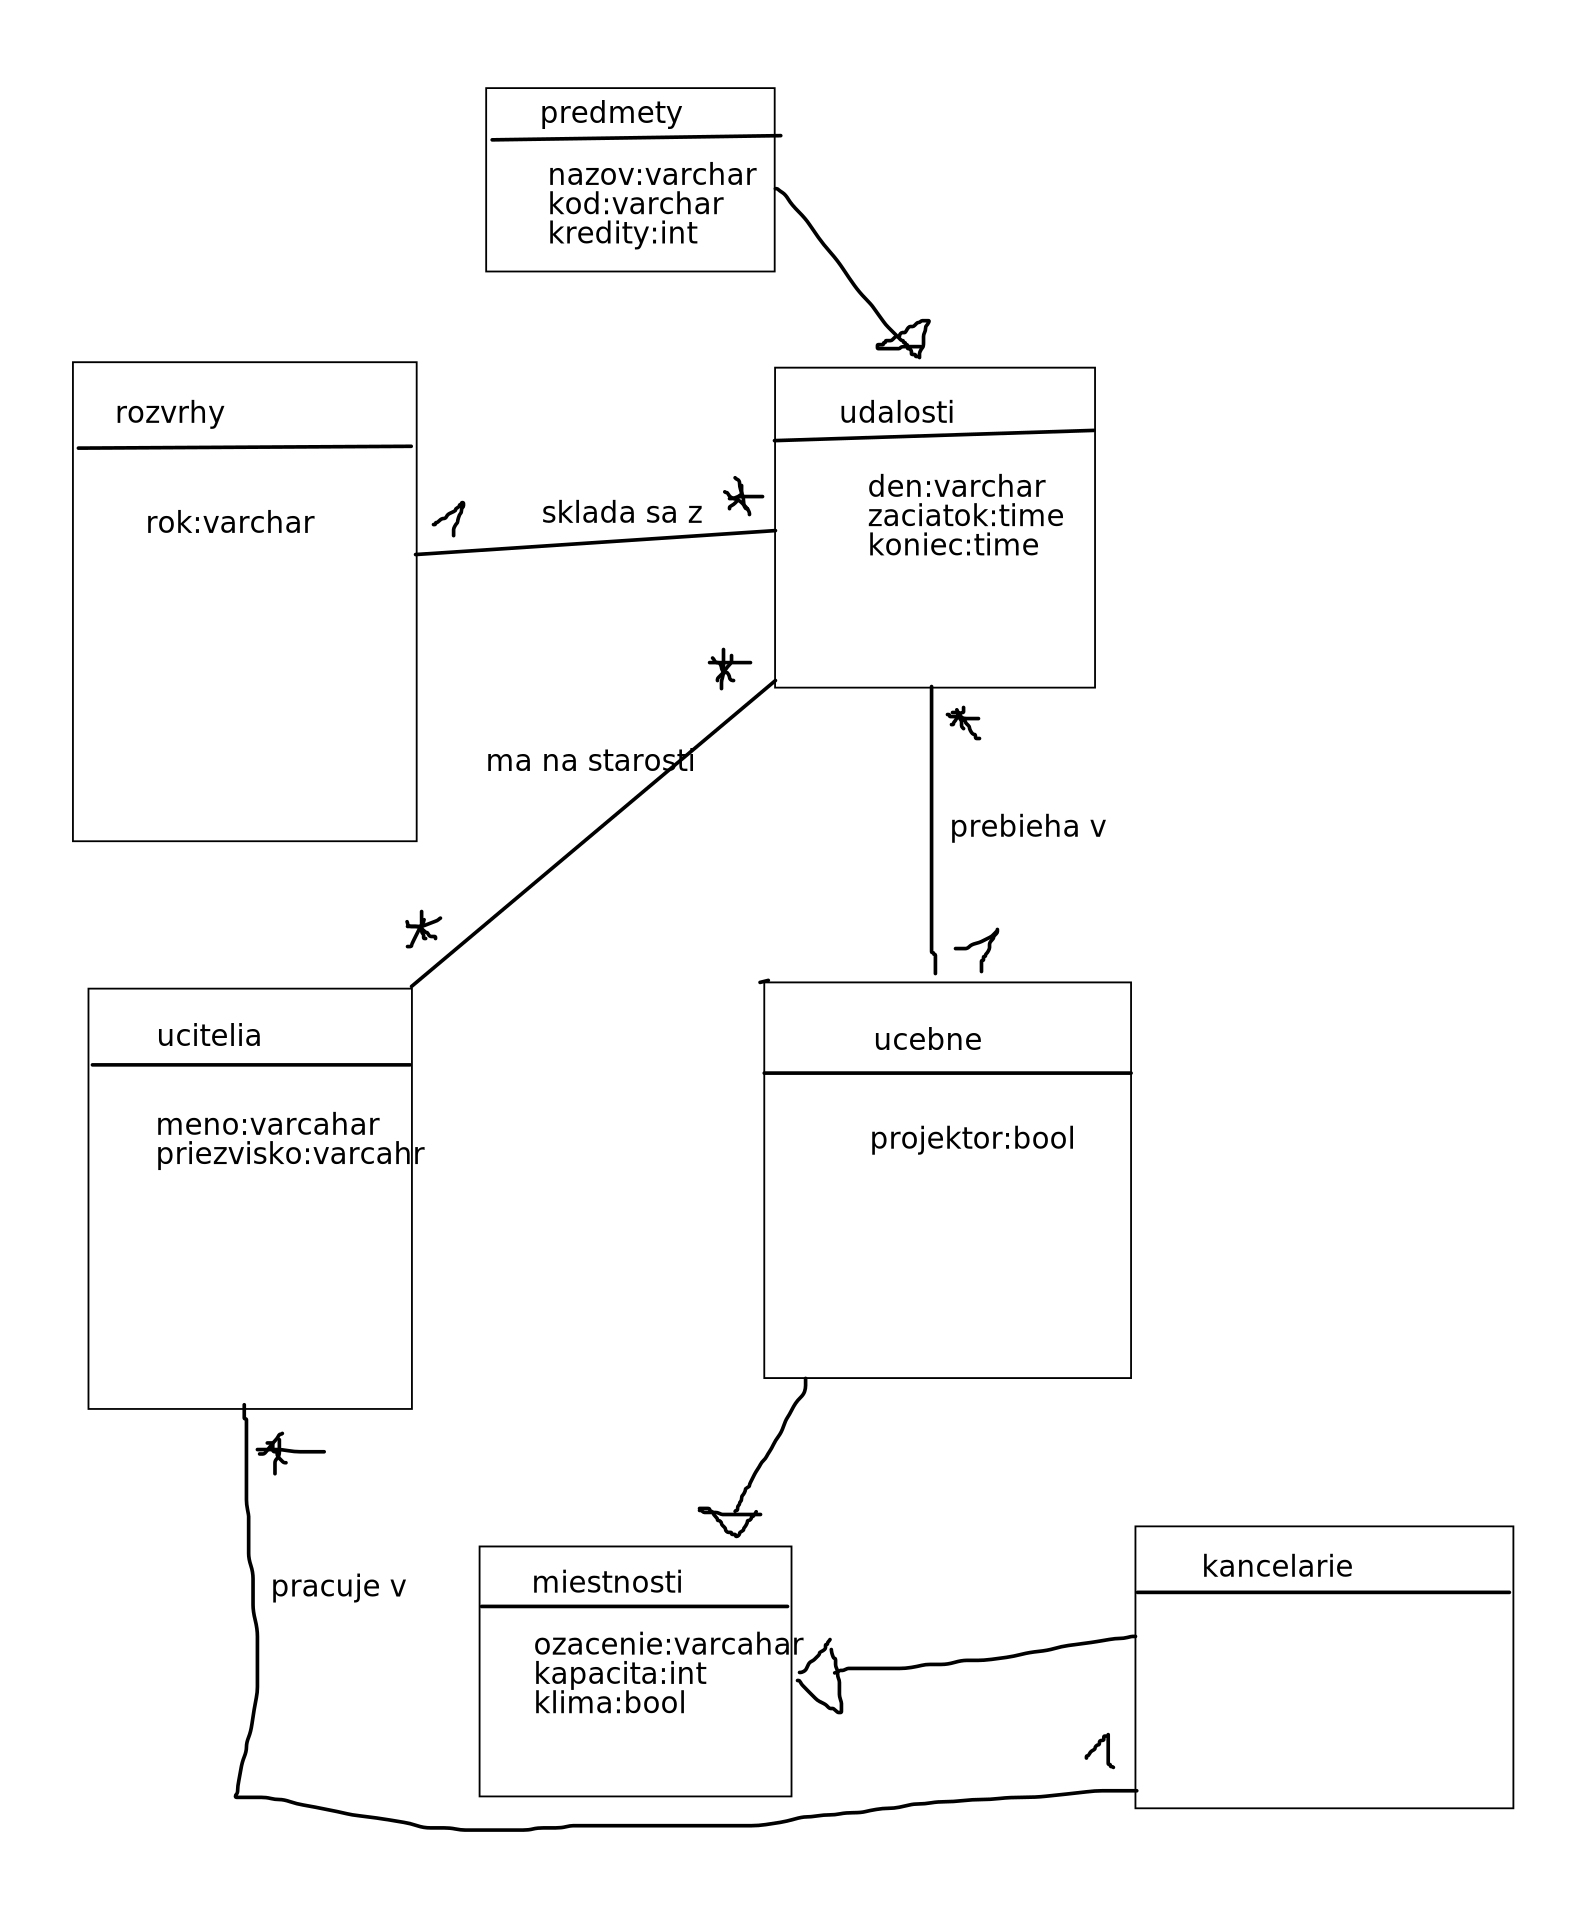 predmety
nazov:varchar
kod:varchar
kredity:int
rozvrhy
rok:varchar
1
sklada sa z
*
udalosti
den:varchar
zaciatok:time
koniec:time
*
ma na starosti
*
*
prebieha v
1
ucitelia
meno:varcahar
priezvisko:varcahr
ucebne
projektor:bool
*
pracuje v
miestnosti
ozacenie:varcahar
kapacita:int
klima:bool
kancelarie
1